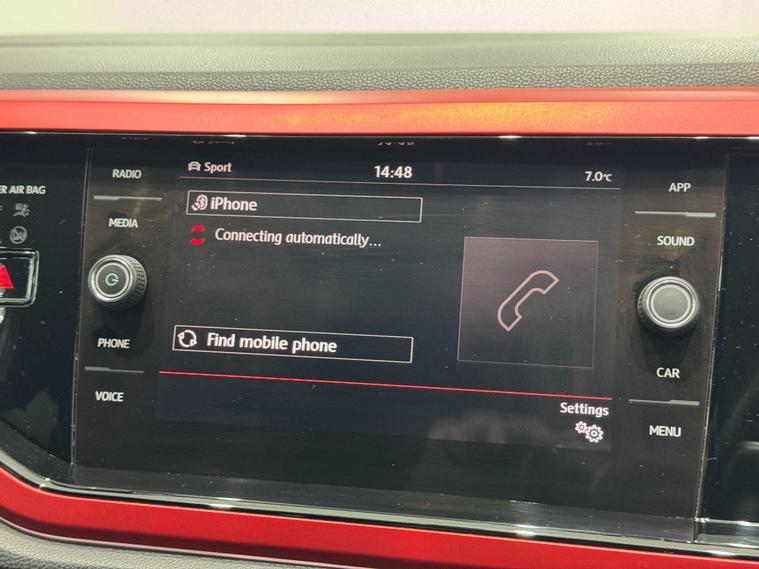 RADIO
MEDIA
PHONE
VOICE
ER AIR BAG
Sport
14:48
7.0°C
iPhone
Connecting automatically...
Find mobile phone
Settings
APP
SOUND
CAR
MENU